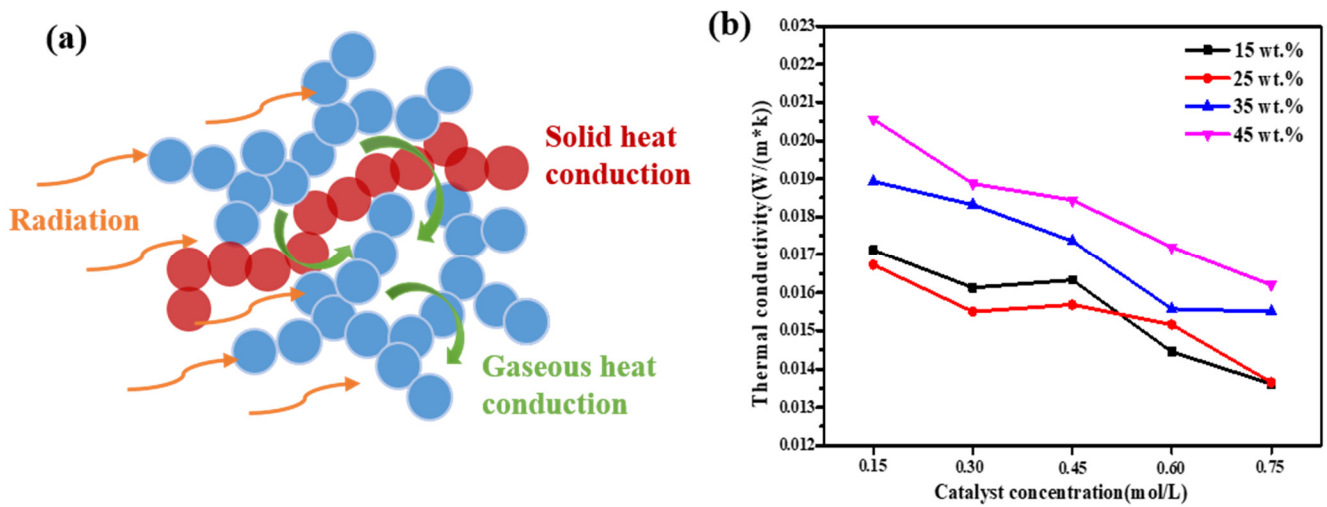 (a)
Solid heat
conduction
Radiation
Gaseous heat
conduction
(b)
0.023
0.022
0.021
0.020
0.019
0.018
0.017
0.016
0.015
0.014
0.013
0.012
Thermal conductivity(W/(m*k))
15 wt.%
25 wt.%
35 wt.%
45 wt.%
0.15 0.30 0.45 0.60 0.75
Catalyst concentration(mol/L)